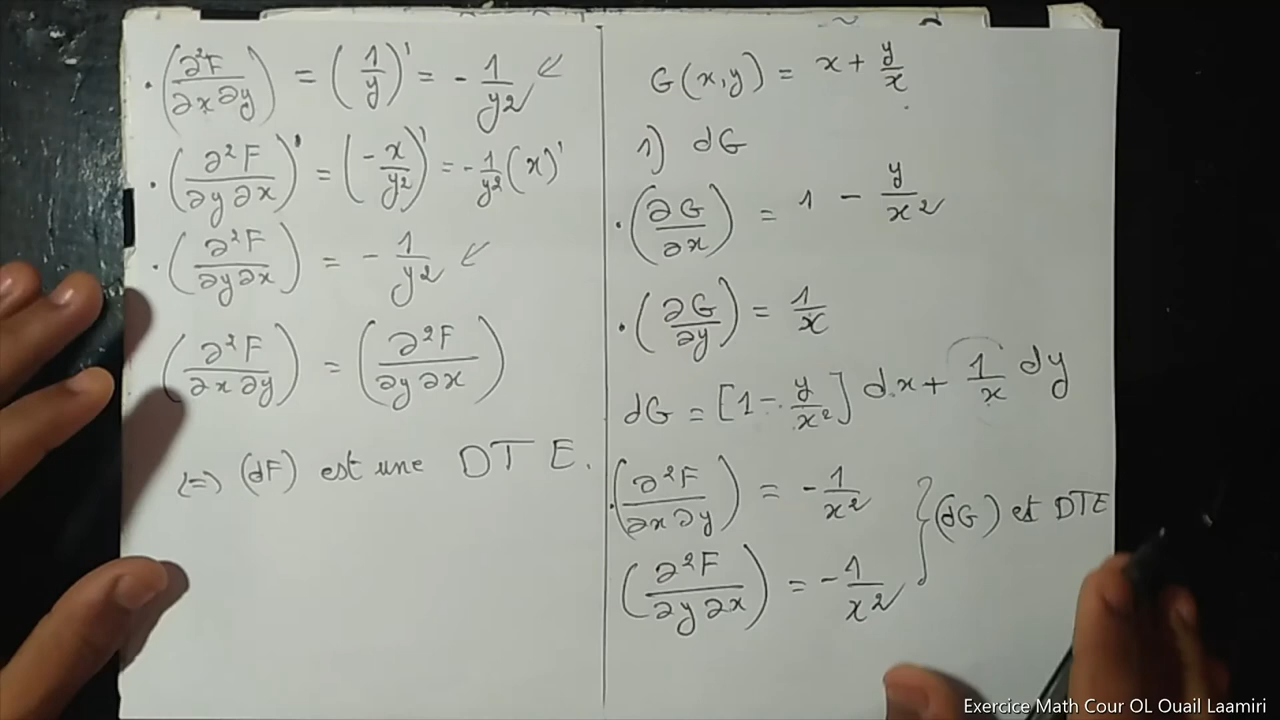 · (∂²F/∂x∂y) = (1/y)' = - 1/y² ↙
· (∂²F/∂y∂x)' = (-x/y²)' = -1/y² (x)'
· (∂²F/∂y∂x) = - 1/y² ↙
(∂²F/∂x∂y) = (∂²F/∂y∂x)
(=) (dF) est une DTE.
G(x,y) = x + y/x
1) dG
· (∂G/∂x) = 1 - y/x²
· (∂G/∂y) = 1/x
dG = [1 - y/x²] dx + 1/x dy
· (∂²F/∂x∂y) = - 1/x² } (dG) est DTE
(∂²F/∂y∂x) = - 1/x²
Exercice Math Cour OL Ouail Laamiri